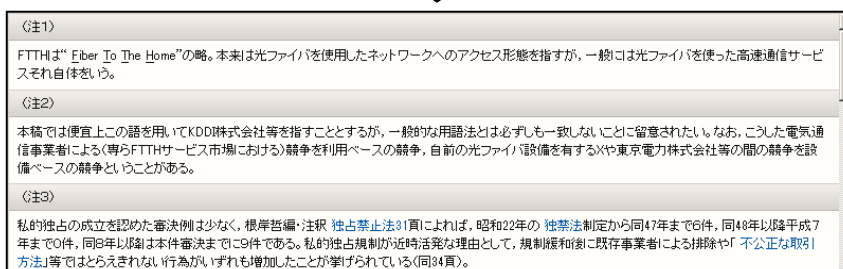 （注1）
FTTHは“ Fiber To The Home”の略。本来は光ファイバを使用したネットワークへのアクセス形態を指すが，一般には光ファイバを使った高速通信サービ
スそれ自体をいう。
（注2）
本稿では便宜上この語を用いてKDDI株式会社等を指すこととするが，一般的な用語法とは必ずしも一致しないことに留意されたい。なお，こうした電気通
信事業者による（専らFTTHサービス市場における）競争を利用ベースの競争，自前の光ファイバ設備を有するXや東京電力株式会社等の間の競争を設
備ベースの競争ということがある。
（注3）
私的独占の成立を認めた審決例は少なく，根岸哲編・注釈 独占禁止法31頁によれば，昭和22年の 独禁法制定から同47年まで6件，同48年以降平成7
年まで0件，同8年以降は本件審決までに9件である。私的独占規制が近時活発な理由として，規制緩和後に既存事業者による排除や「 不公正な取引
方法」等ではとらえきれない行為がいずれも増加したことが挙げられている（同34頁）。